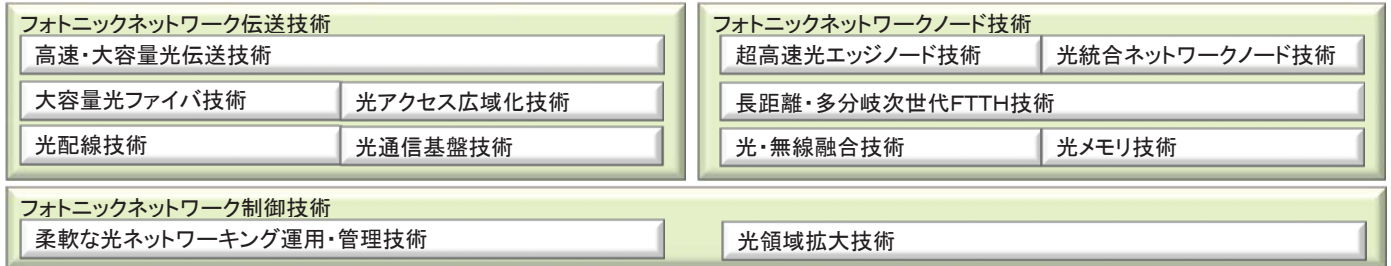 フォトニックネットワーク伝送技術
高速・大容量光伝送技術
大容量光ファイバ技術
光アクセス広域化技術
光配線技術
光通信基盤技術
フォトニックネットワークノード技術
超高速光エッジノード技術
光統合ネットワークノード技術
長距離・多分岐次世代FTTH技術
光・無線融合技術
光メモリ技術
フォトニックネットワーク制御技術
柔軟な光ネットワーキング運用・管理技術
光領域拡大技術